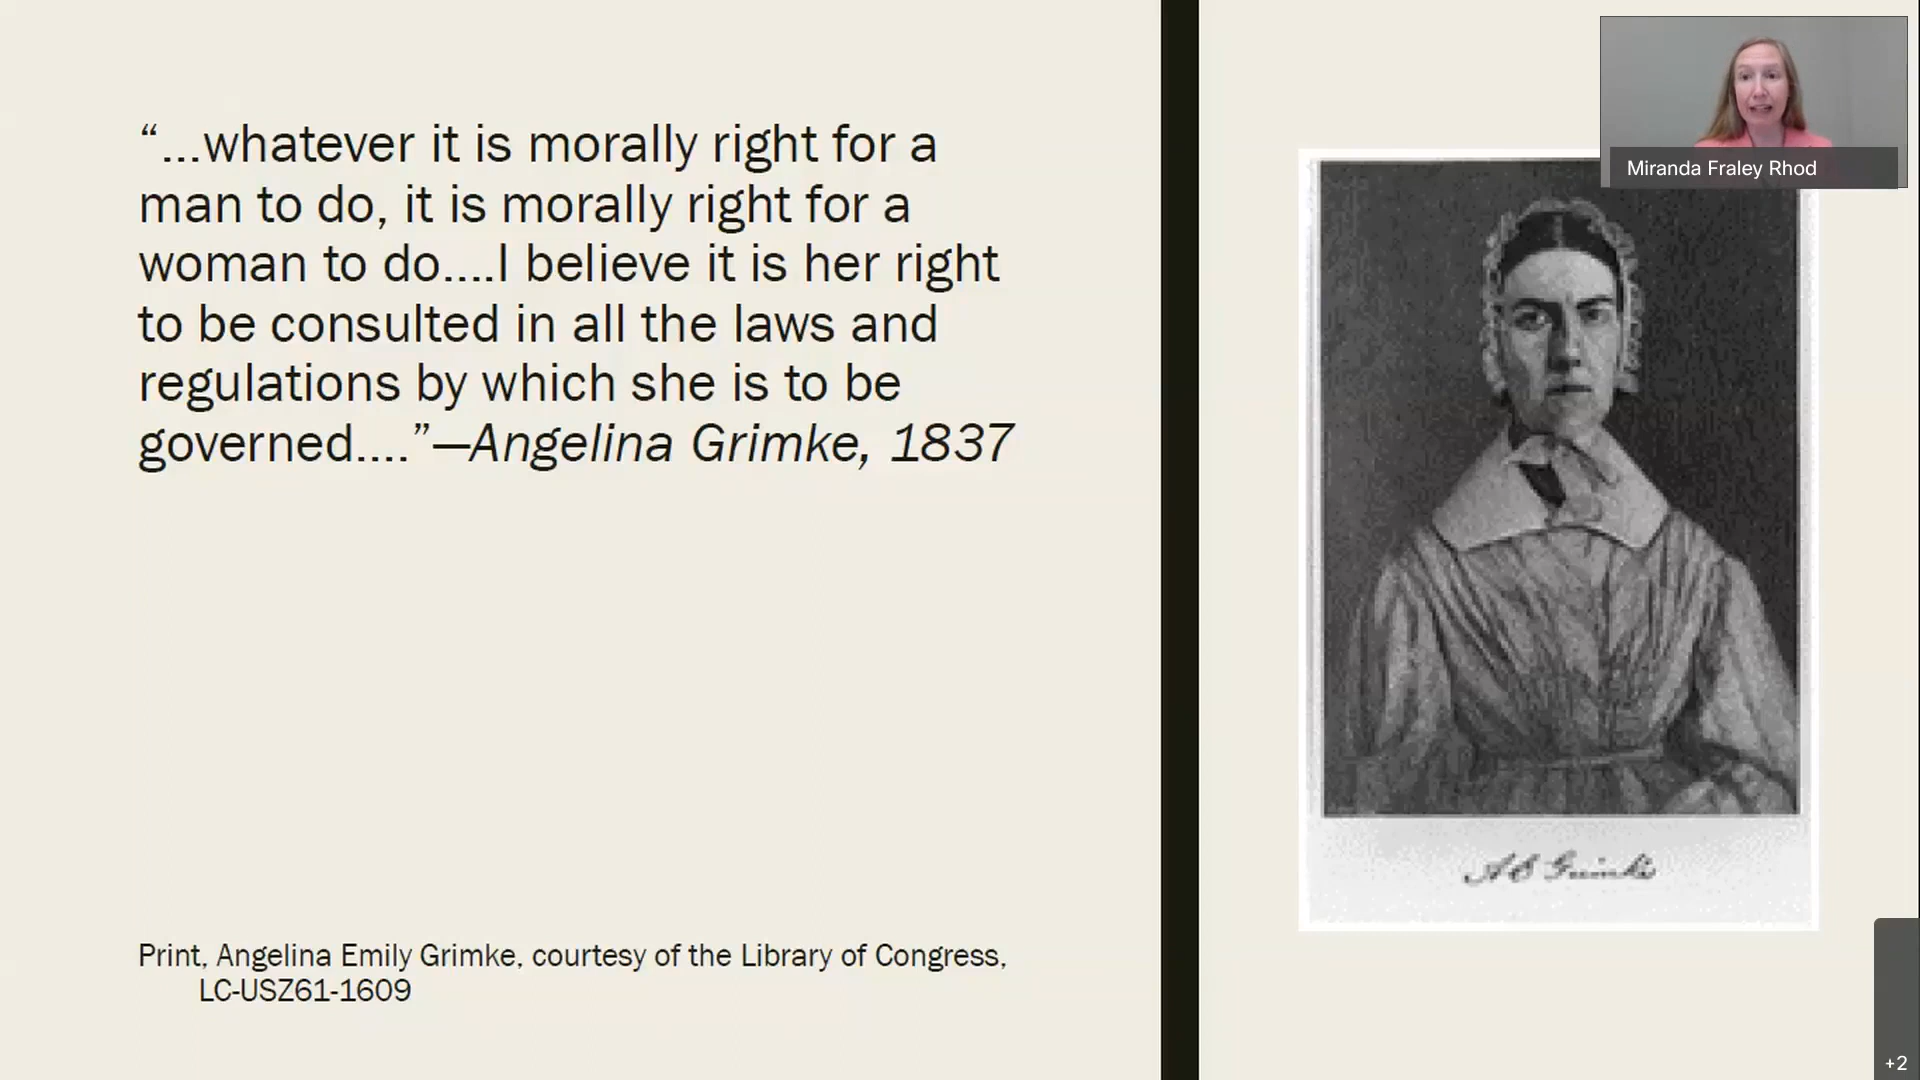 “...whatever it is morally right for a
man to do, it is morally right for a
woman to do....I believe it is her right
to be consulted in all the laws and
regulations by which she is to be
governed....”—Angelina Grimke, 1837
Print, Angelina Emily Grimke, courtesy of the Library of Congress,
LC-USZ61-1609
Miranda Fraley Rhod
A E Grimké
+2